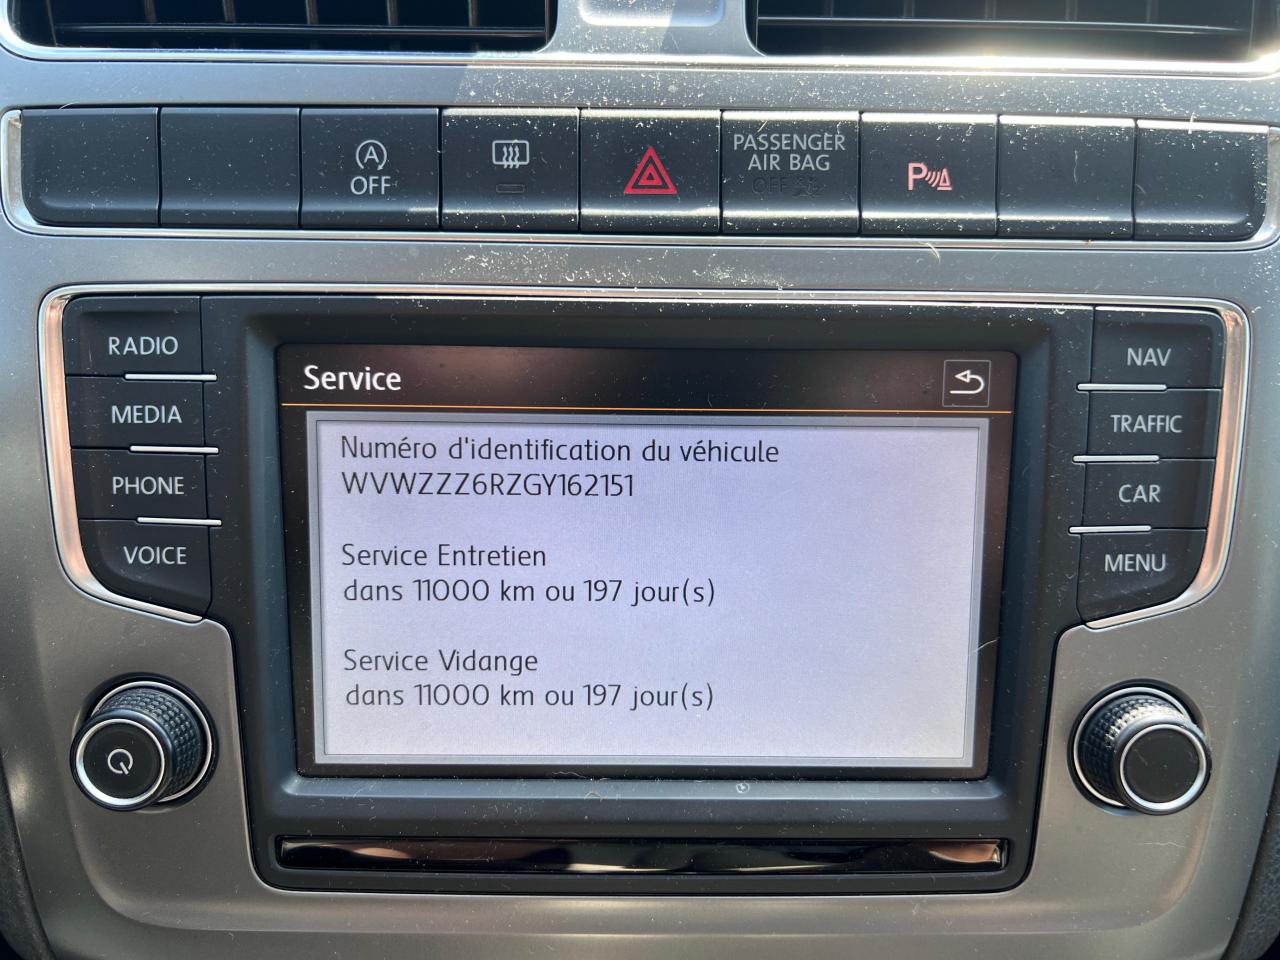 A
OFF
PASSENGER
AIR BAG
OFF
P
RADIO
MEDIA
PHONE
VOICE
NAV
TRAFFIC
CAR
MENU
Service
Numéro d'identification du véhicule
WVWZZZ6RZGY162151
Service Entretien
dans 11000 km ou 197 jour(s)
Service Vidange
dans 11000 km ou 197 jour(s)